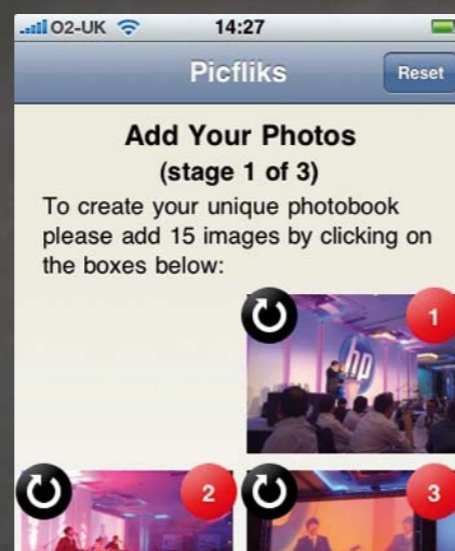 O2-UK 14:27
Picfliks Reset
Add Your Photos
(stage 1 of 3)
To create your unique photobook
please add 15 images by clicking on
the boxes below:
1
hp
2 3